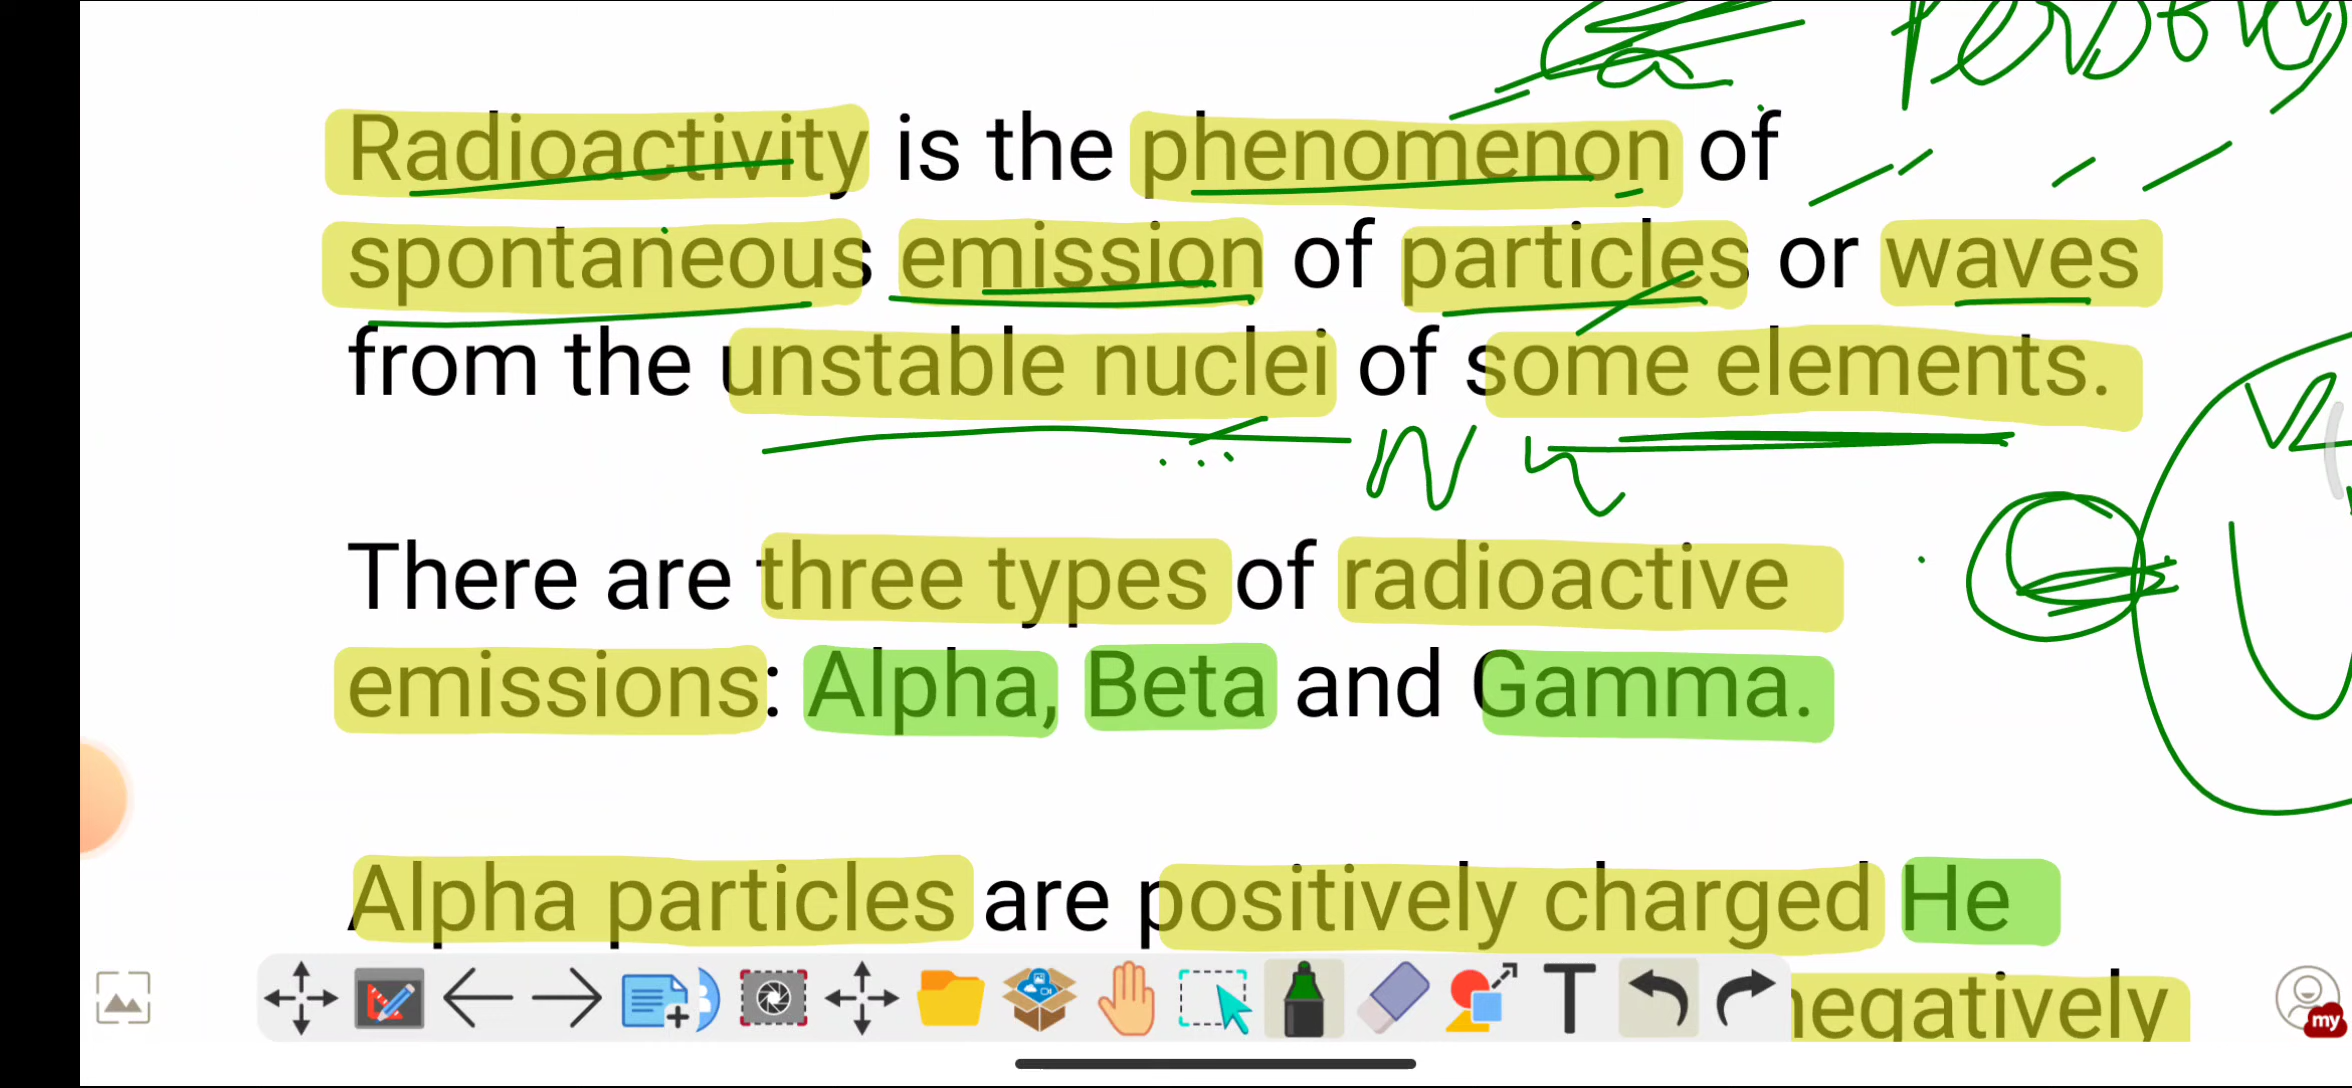 Radioactivity is the phenomenon of
spontaneous emission of particles or waves
from the unstable nuclei of some elements.
There are three types of radioactive
emissions: Alpha, Beta and Gamma.
Alpha particles are positively charged He
negatively
T
my